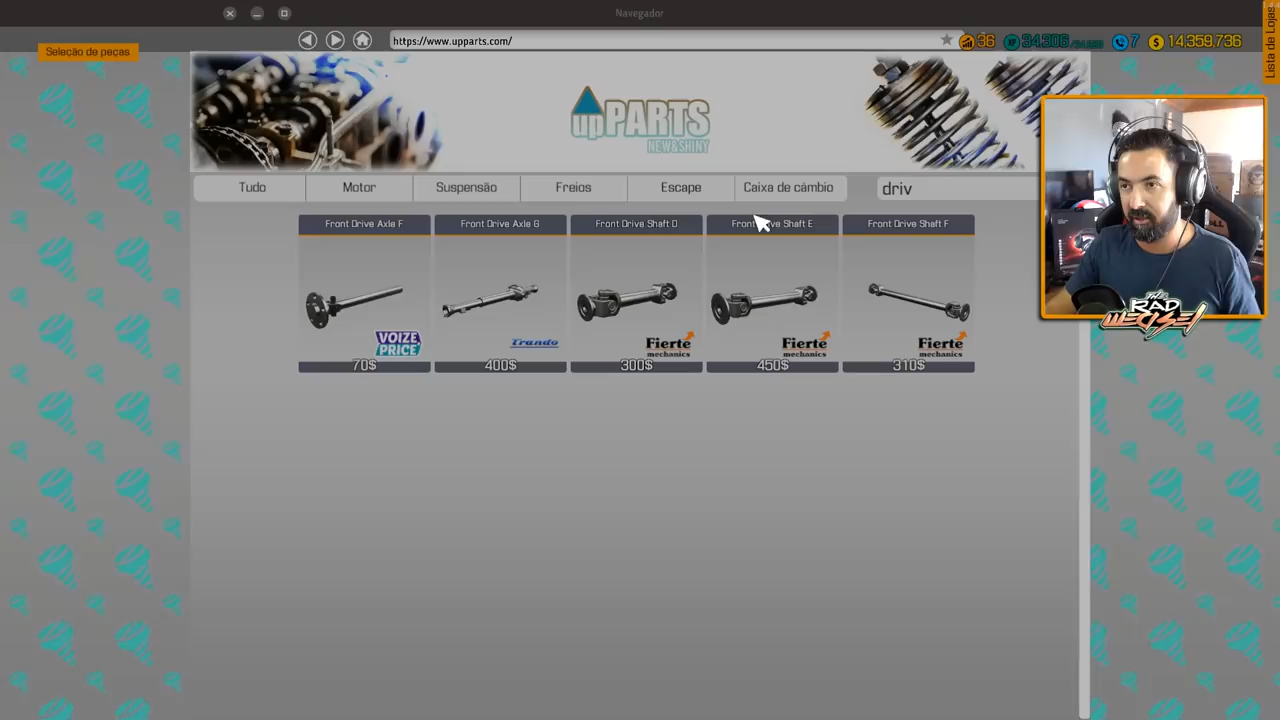 Navegador
Lista de Lojas
Seleção de peças
https://www.upparts.com/
36
34,306
7
$ 14,359,736
upPARTS
NEW&SHINY
Tudo
Motor
Suspensão
Freios
Escape
Caixa de câmbio
driv
Front Drive Axle F
Front Drive Axle G
Front Drive Shaft D
Front Drive Shaft E
Front Drive Shaft F
VOIZE PRICE
Trando
Fierte mechanics
Fierte mechanics
Fierte mechanics
70$
400$
300$
450$
310$
THE RAD WECHSEL